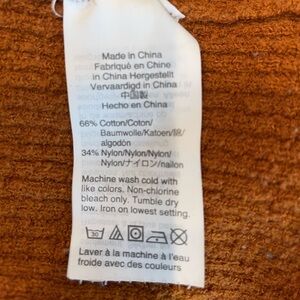 Made in China
Fabriqué en Chine
in China Hergestellt
Vervaardigd in China
中国製
Hecho en China
66% Cotton/Coton/
Baumwolle/Katoen/綿/
algodón
34% Nylon/Nylon/Nylon/
Nylon/ナイロン/nailon
Machine wash cold with
like colors. Non-chlorine
bleach only. Tumble dry
low. Iron on lowest setting.
30
Laver à la machine à l'eau
froide avec des couleurs